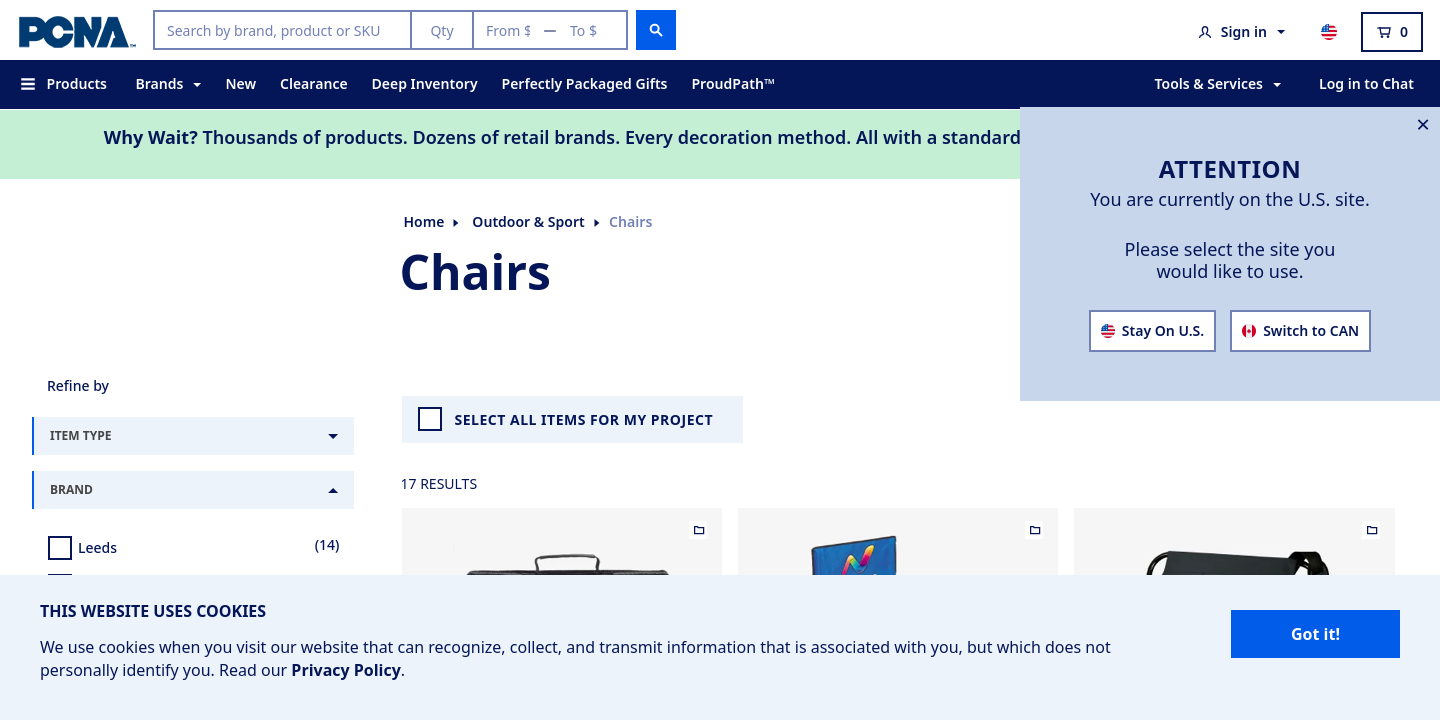 PCNA™
Search by brand, product or SKU
Qty
From $ — To $
Sign in
0
Products
Brands
New
Clearance
Deep Inventory
Perfectly Packaged Gifts
ProudPath™
Tools & Services
Log in to Chat
Why Wait? Thousands of products. Dozens of retail brands. Every decoration method. All with a standard
ATTENTION
You are currently on the U.S. site.
Please select the site you
would like to use.
Stay On U.S.
Switch to CAN
Home
Outdoor & Sport
Chairs
Chairs
Refine by
ITEM TYPE
BRAND
Leeds
(14)
SELECT ALL ITEMS FOR MY PROJECT
17 RESULTS
THIS WEBSITE USES COOKIES
We use cookies when you visit our website that can recognize, collect, and transmit information that is associated with you, but which does not
personally identify you. Read our Privacy Policy.
Got it!